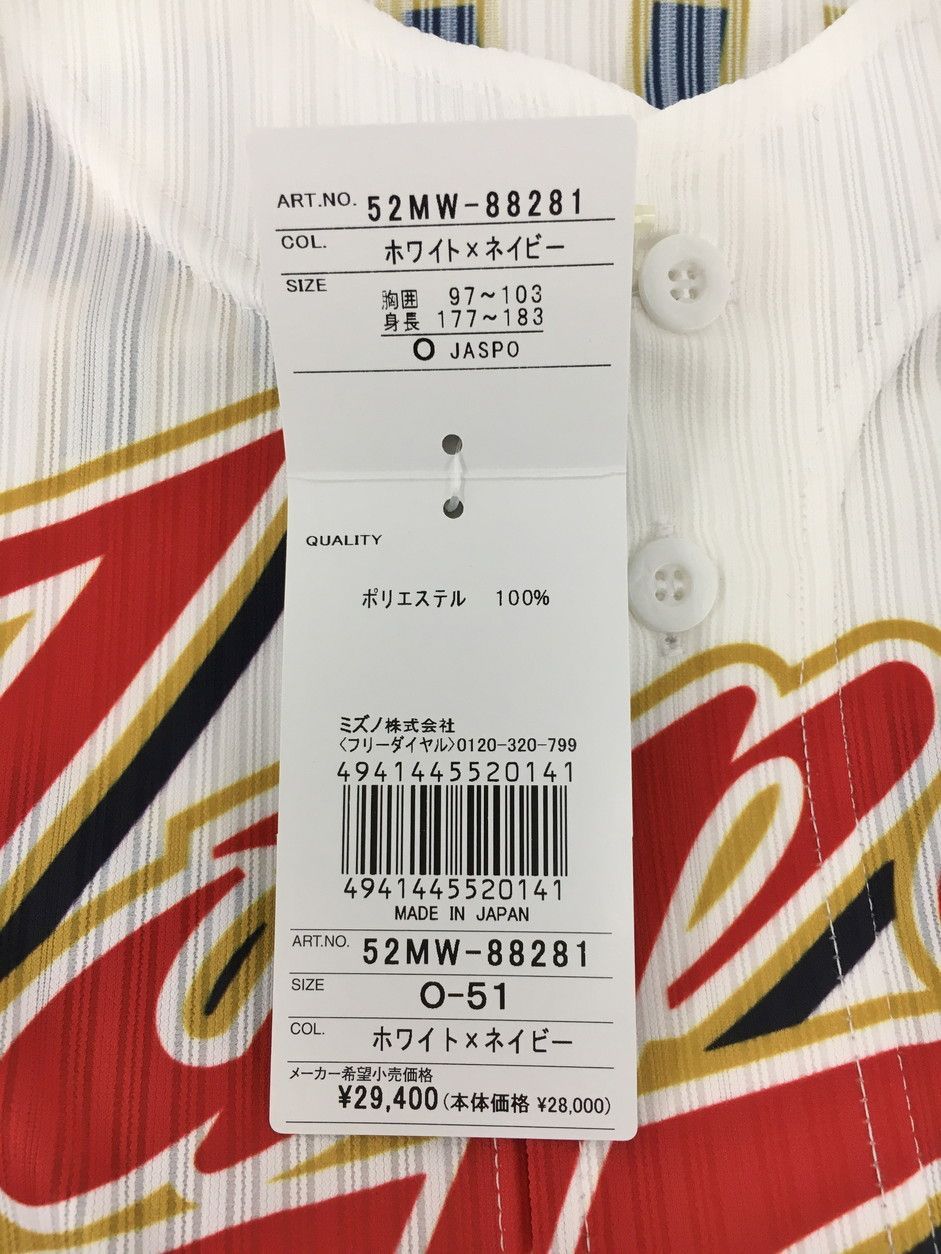 ART.NO. 52MW-88281
COL. ホワイト×ネイビー
SIZE
胸囲 97~103
身長 177~183
O JASPO
QUALITY
ポリエステル 100%
ミズノ株式会社
〈フリーダイヤル〉0120-320-799
4941445520141
4941445520141
MADE IN JAPAN
ART.NO. 52MW-88281
SIZE O-51
COL. ホワイト×ネイビー
メーカー希望小売価格
¥29,400(本体価格 ¥28,000)